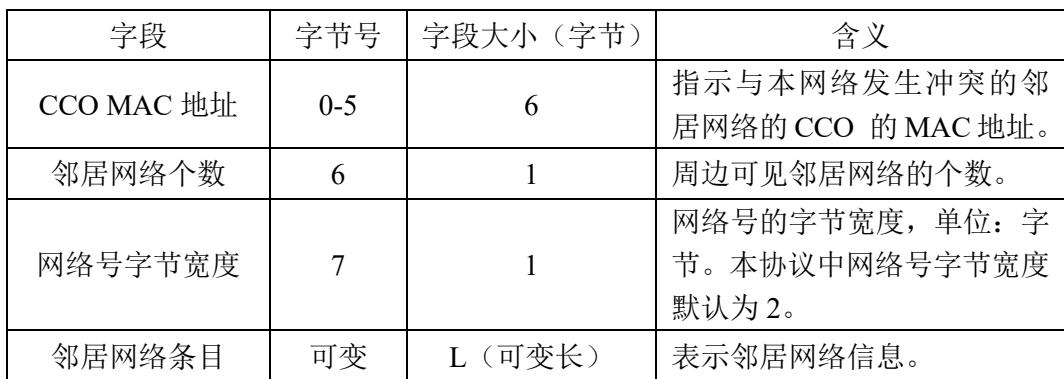 字段 字节号 字段大小（字节） 含义
CCO MAC 地址 0-5 6 指示与本网络发生冲突的邻
居网络的 CCO 的 MAC 地址。
邻居网络个数 6 1 周边可见邻居网络的个数。
网络号字节宽度 7 1 网络号的字节宽度，单位：字
节。本协议中网络号字节宽度
默认为 2。
邻居网络条目 可变 L（可变长） 表示邻居网络信息。